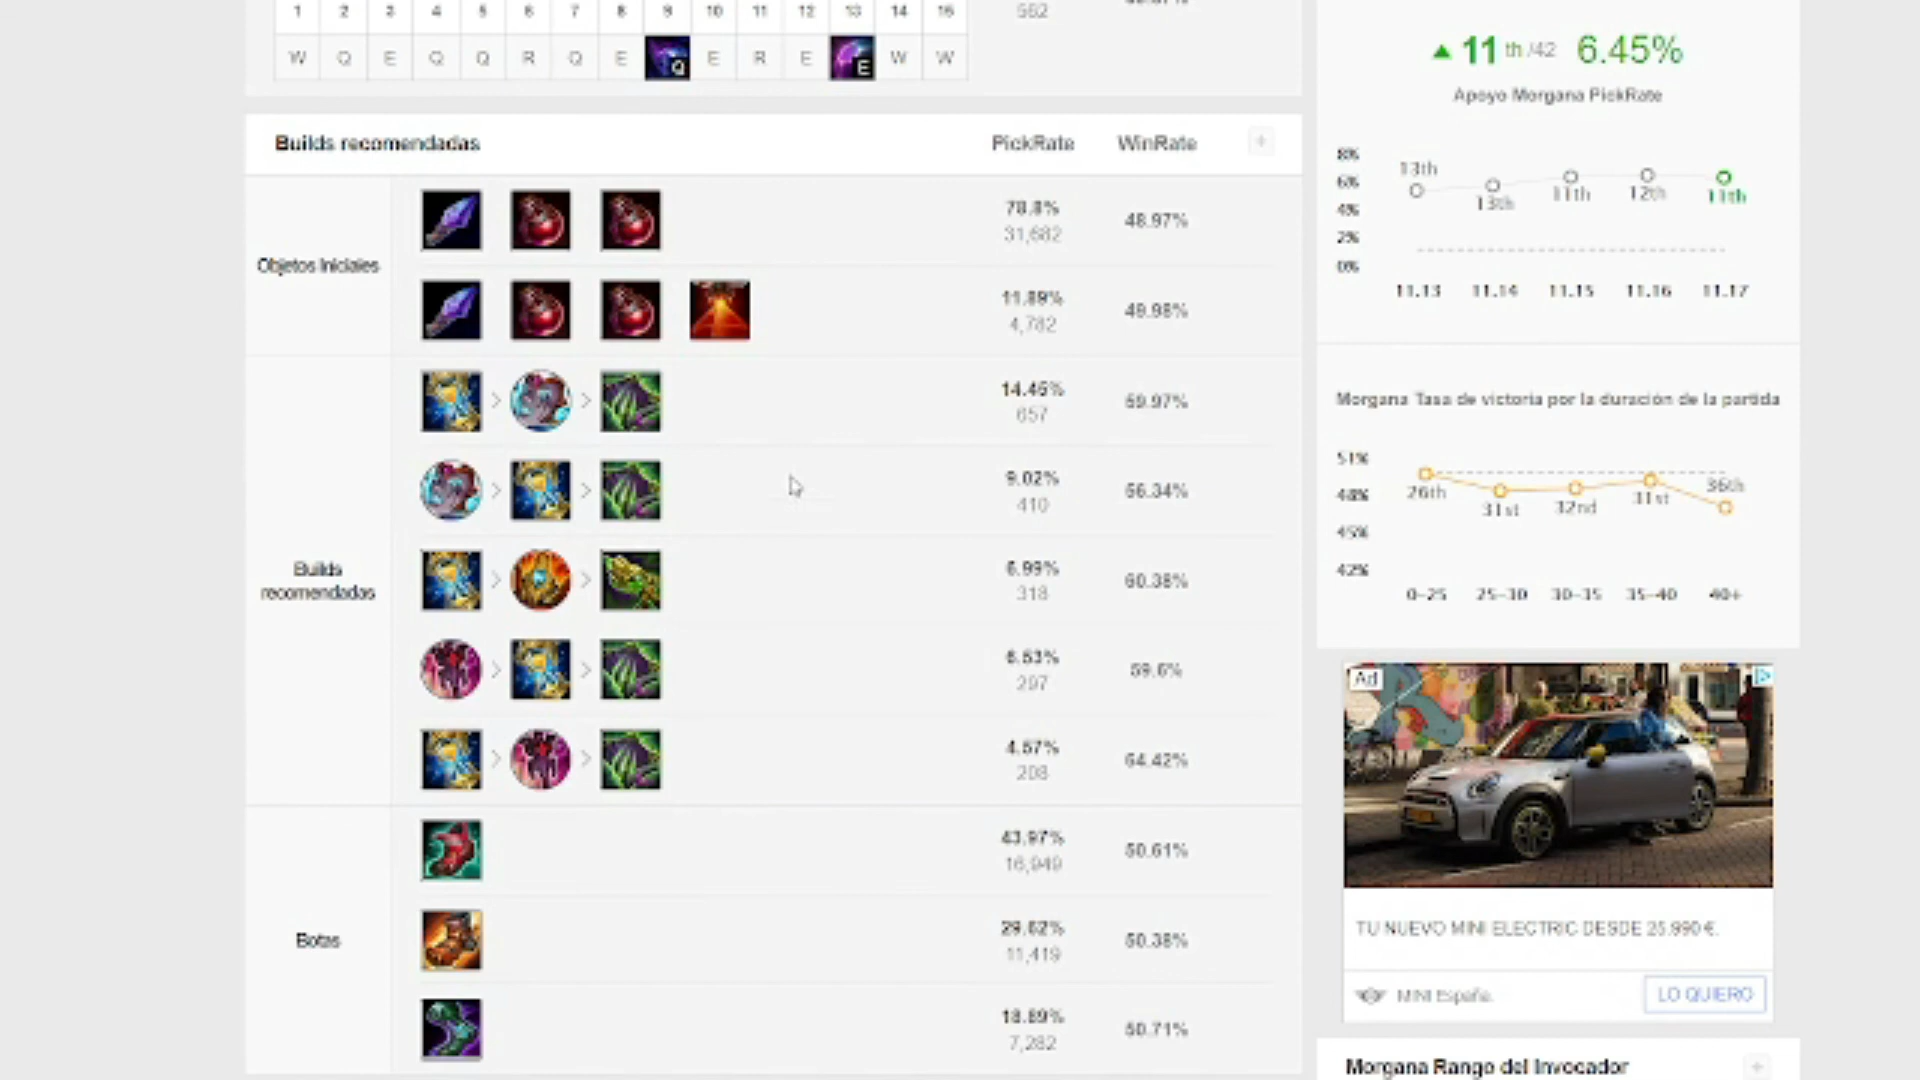 1 2 3 4 5 6 7 8 9 10 11 12 13 14 15
562
W Q E Q Q R Q E Q E R E E W W
Builds recomendadas PickRate WinRate +
Objetos Iniciales
78.8% 48.97%
31,682
11.89% 49.98%
4,782
Builds
recomendadas
14.45% 59.97%
657
9.02% 56.34%
410
6.99% 60.38%
318
6.53% 59.6%
297
4.57% 64.42%
208
Botas
43.97% 50.61%
16,949
29.62% 50.38%
11,419
18.89% 50.71%
7,282
11 th /42 6.45%
Apoyo Morgana PickRate
8%
6%
4%
2%
0%
13th 13th 11th 12th 11th
11.13 11.14 11.15 11.16 11.17
Morgana Tasa de victoria por la duración de la partida
51%
48%
45%
42%
26th 31st 32nd 31st 36th
0-25 25-30 30-35 35-40 40+
Ad
TU NUEVO MINI ELECTRIC DESDE 25.990 €.
MINI España. LO QUIERO
Morgana Rango del Invocador +